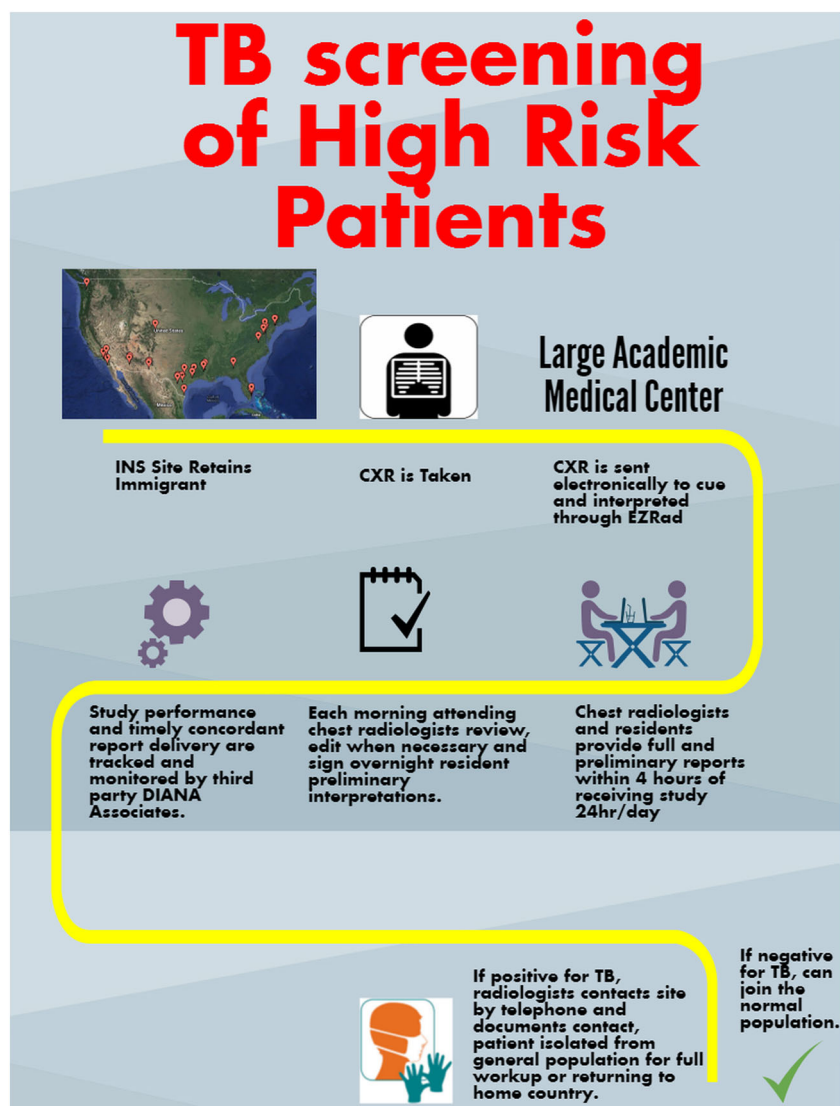 TB screening
of High Risk
Patients
United States
Mexico
Large Academic
Medical Center
INS Site Retains
Immigrant
CXR is Taken
CXR is sent
electronically to cue
and interpreted
through EZRad
Study performance
and timely concordant
report delivery are
tracked and
monitored by third
party DIANA
Associates.
Each morning attending
chest radiologists review,
edit when necessary and
sign overnight resident
preliminary
interpretations.
Chest radiologists
and residents
provide full and
preliminary reports
within 4 hours of
receiving study
24hr/day
If positive for TB,
radiologists contacts site
by telephone and
documents contact,
patient isolated from
general population for full
workup or returning to
home country.
If negative
for TB, can
join the
normal
population.